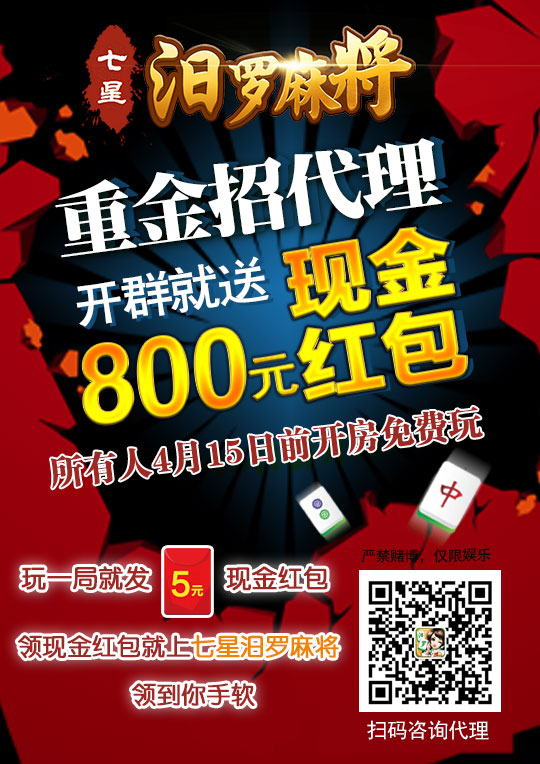 七星
汨罗麻将
重金招代理
开群就送 现金
800元红包
所有人4月15日前开房免费玩
中
玩一局就发 5元 现金红包
领现金红包就上七星汨罗麻将
领到你手软
严禁赌博，仅限娱乐
扫码咨询代理